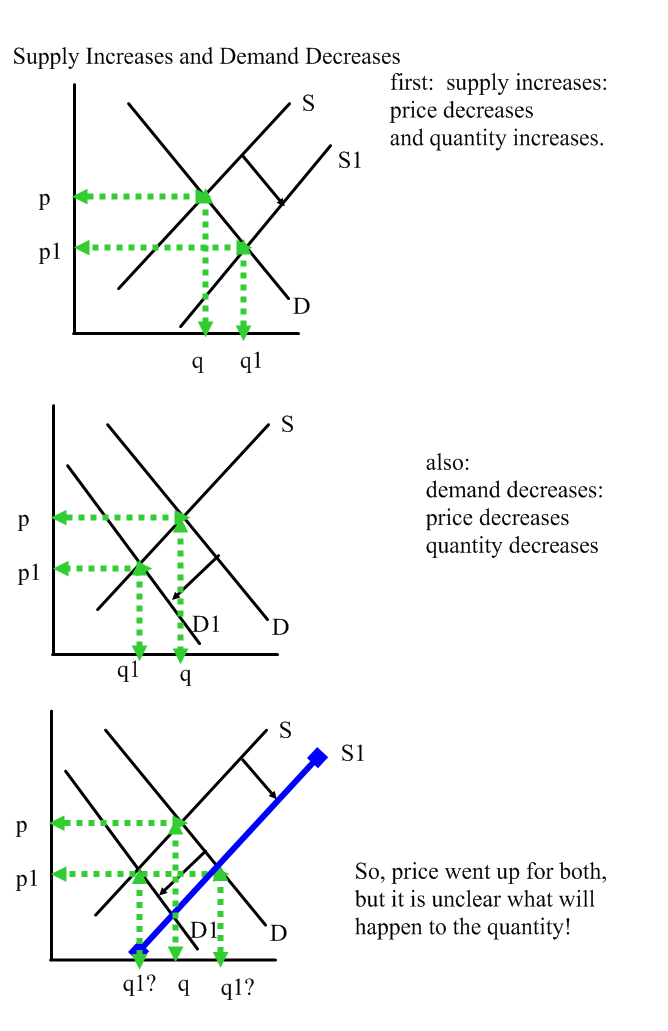 Supply Increases and Demand Decreases
first:  supply increases:
price decreases
and quantity increases.
S
S1
p
p1
D
q
q1
S
also:
demand decreases:
price decreases
quantity decreases
p
p1
D1
D
q1
q
S
S1
p
p1
So, price went up for both,
but it is unclear what will
happen to the quantity!
D1
D
q1?
q
q1?